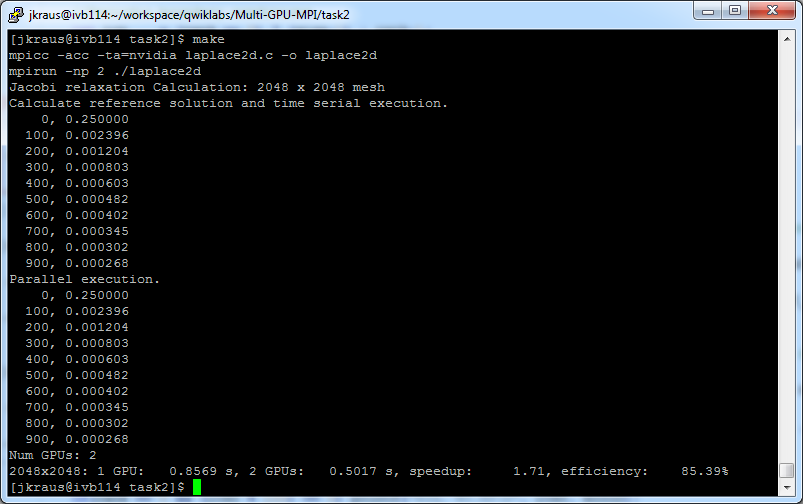 jkraus@ivb114:~/workspace/qwiklabs/Multi-GPU-MPI/task2
[jkraus@ivb114 task2]$ make
mpicc -acc -ta=nvidia laplace2d.c -o laplace2d
mpirun -np 2 ./laplace2d
Jacobi relaxation Calculation: 2048 x 2048 mesh
Calculate reference solution and time serial execution.
    0, 0.250000
  100, 0.002396
  200, 0.001204
  300, 0.000803
  400, 0.000603
  500, 0.000482
  600, 0.000402
  700, 0.000345
  800, 0.000302
  900, 0.000268
Parallel execution.
    0, 0.250000
  100, 0.002396
  200, 0.001204
  300, 0.000803
  400, 0.000603
  500, 0.000482
  600, 0.000402
  700, 0.000345
  800, 0.000302
  900, 0.000268
Num GPUs: 2
2048x2048: 1 GPU:   0.8569 s, 2 GPUs:   0.5017 s, speedup:     1.71, efficiency:    85.39%
[jkraus@ivb114 task2]$